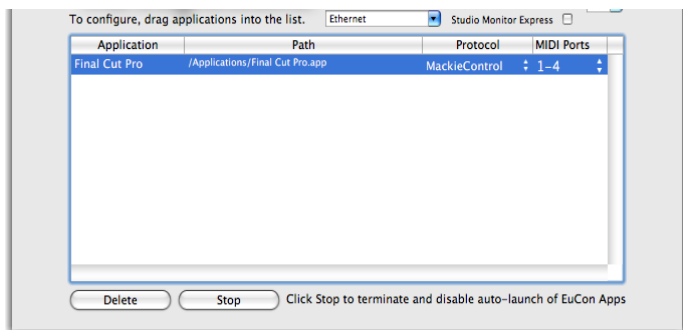 To configure, drag applications into the list. Ethernet Studio Monitor Express
Application Path Protocol MIDI Ports
Final Cut Pro /Applications/Final Cut Pro.app MackieControl 1-4
Delete Stop Click Stop to terminate and disable auto-launch of EuCon Apps